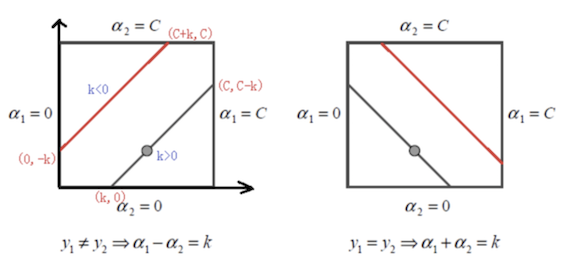 α₂ = C
(C+k,C)
k<0
(C,C-k)
α₁ = 0
α₁ = C
(0,-k)
k>0
(k,0)
α₂ = 0
y₁ ≠ y₂ ⇒ α₁ − α₂ = k
α₂ = C
α₁ = 0
α₁ = C
α₂ = 0
y₁ = y₂ ⇒ α₁ + α₂ = k